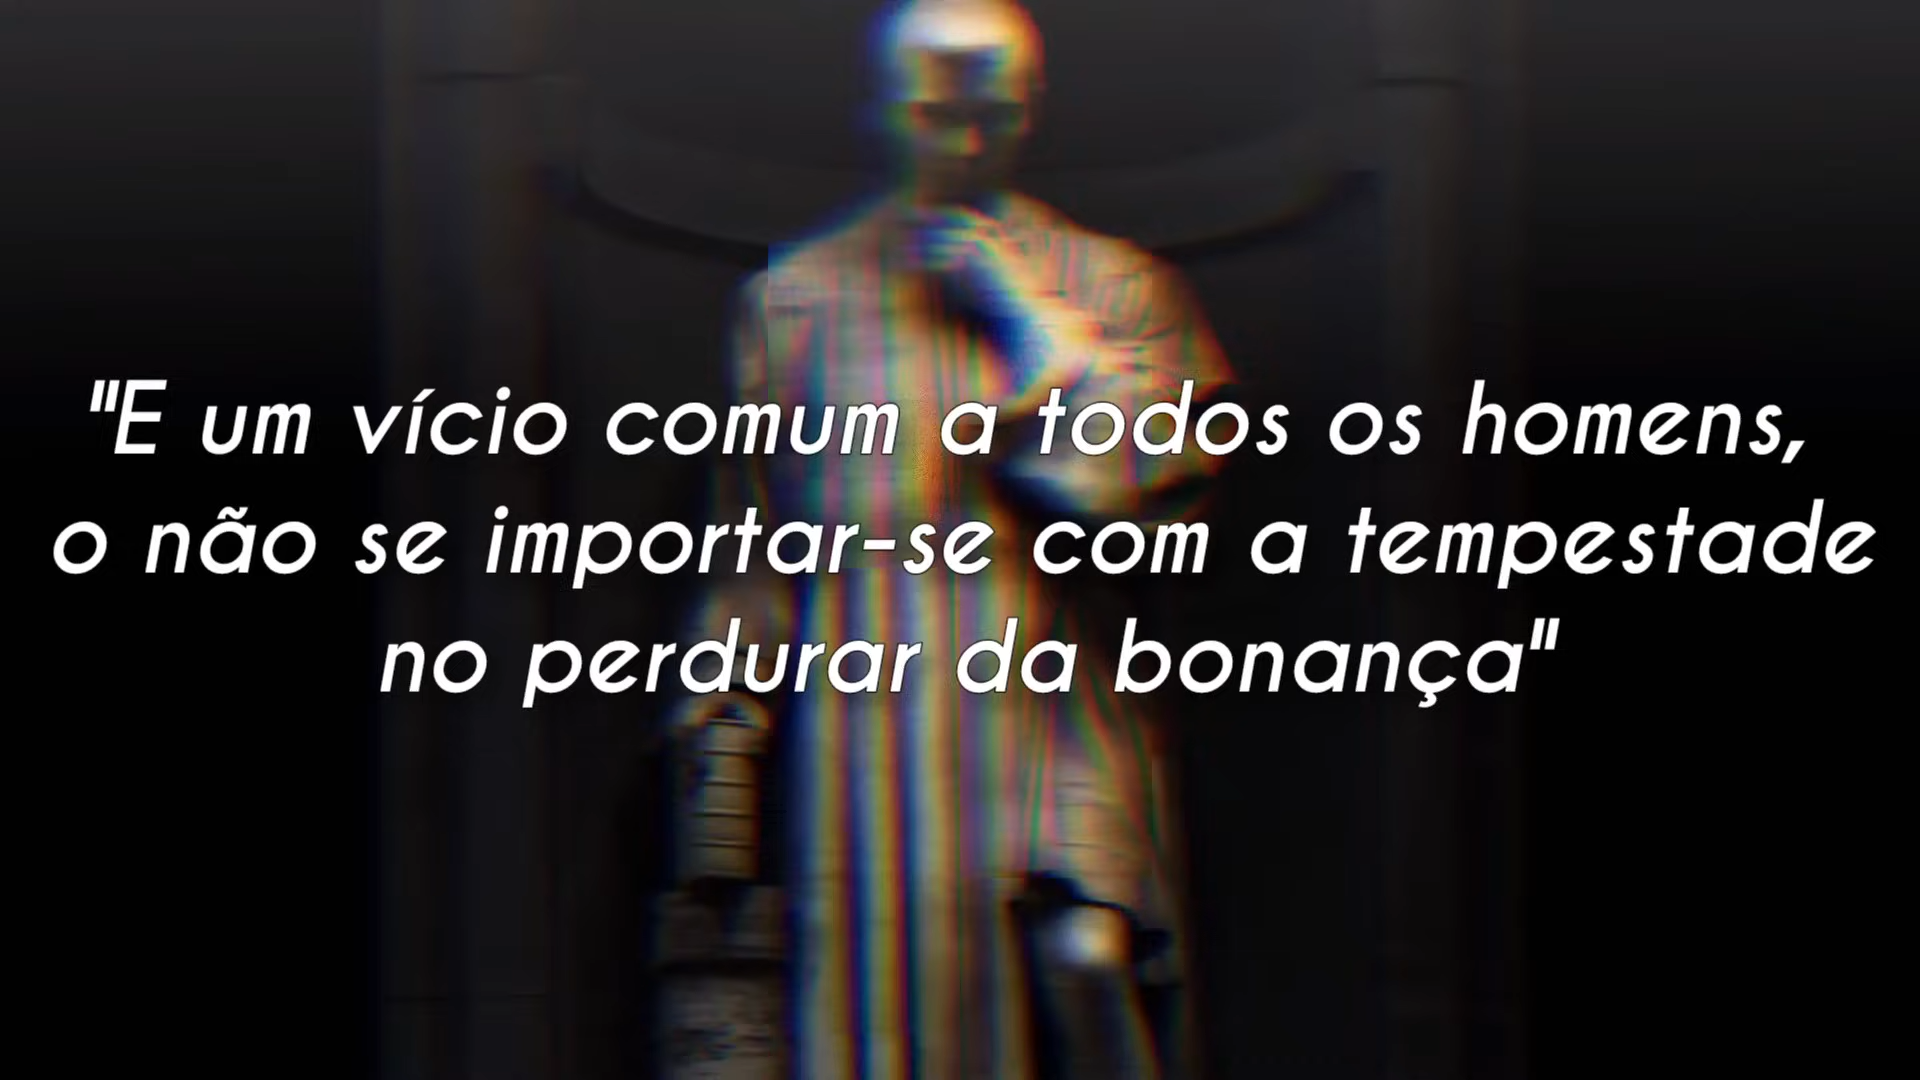 "E um vício comum a todos os homens,
o não se importar-se com a tempestade
no perdurar da bonança"